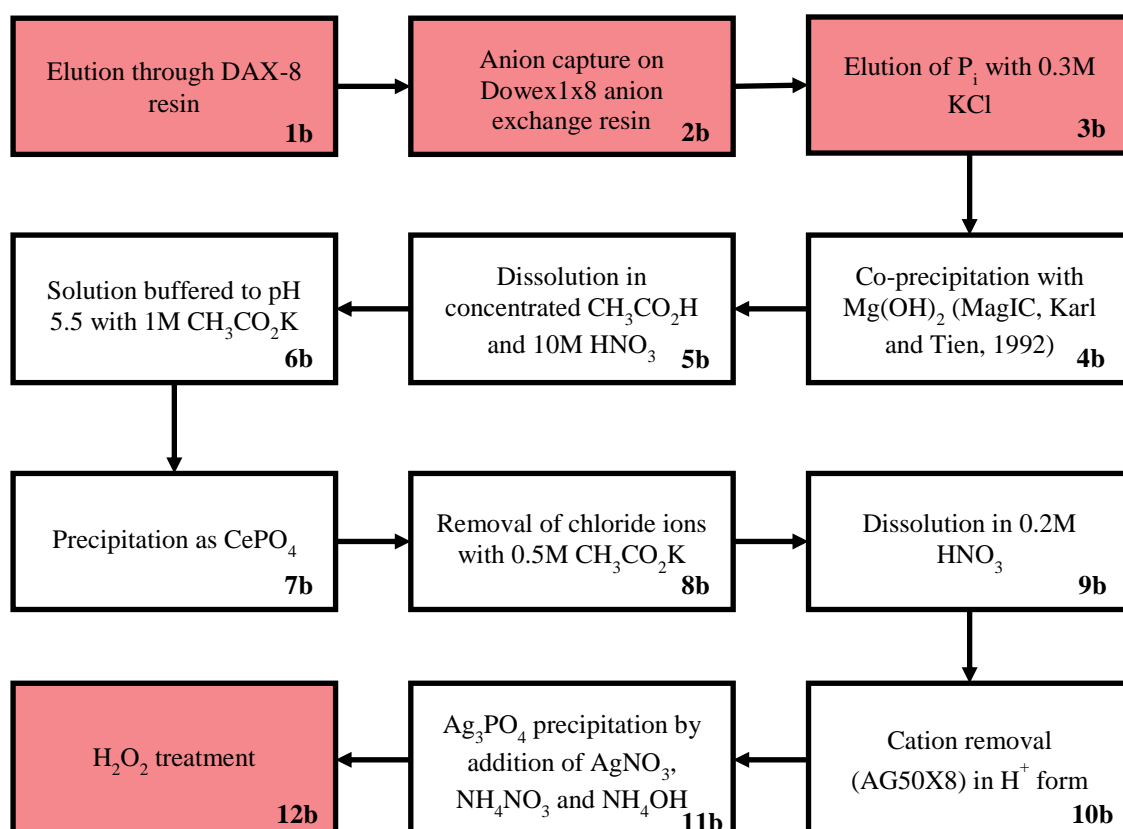 Elution through DAX-8
resin
1b
Anion capture on
Dowex1x8 anion
exchange resin
2b
Elution of Pᵢ with 0.3M
KCl
3b
Co-precipitation with
Mg(OH)₂ (MagIC, Karl
and Tien, 1992)
4b
Dissolution in
concentrated CH₃CO₂H
and 10M HNO₃
5b
Solution buffered to pH
5.5 with 1M CH₃CO₂K
6b
Precipitation as CePO₄
7b
Removal of chloride ions
with 0.5M CH₃CO₂K
8b
Dissolution in 0.2M
HNO₃
9b
Cation removal
(AG50X8) in H⁺ form
10b
Ag₃PO₄ precipitation by
addition of AgNO₃,
NH₄NO₃ and NH₄OH
11b
H₂O₂ treatment
12b